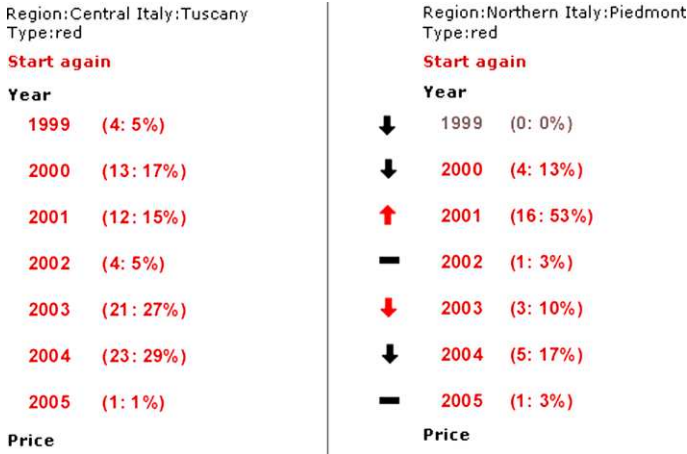 Region:Central Italy:Tuscany
Type:red
Start again
Year
1999 (4: 5%)
2000 (13: 17%)
2001 (12: 15%)
2002 (4: 5%)
2003 (21: 27%)
2004 (23: 29%)
2005 (1: 1%)
Price
Region:Northern Italy:Piedmont
Type:red
Start again
Year
1999 (0: 0%)
2000 (4: 13%)
2001 (16: 53%)
2002 (1: 3%)
2003 (3: 10%)
2004 (5: 17%)
2005 (1: 3%)
Price